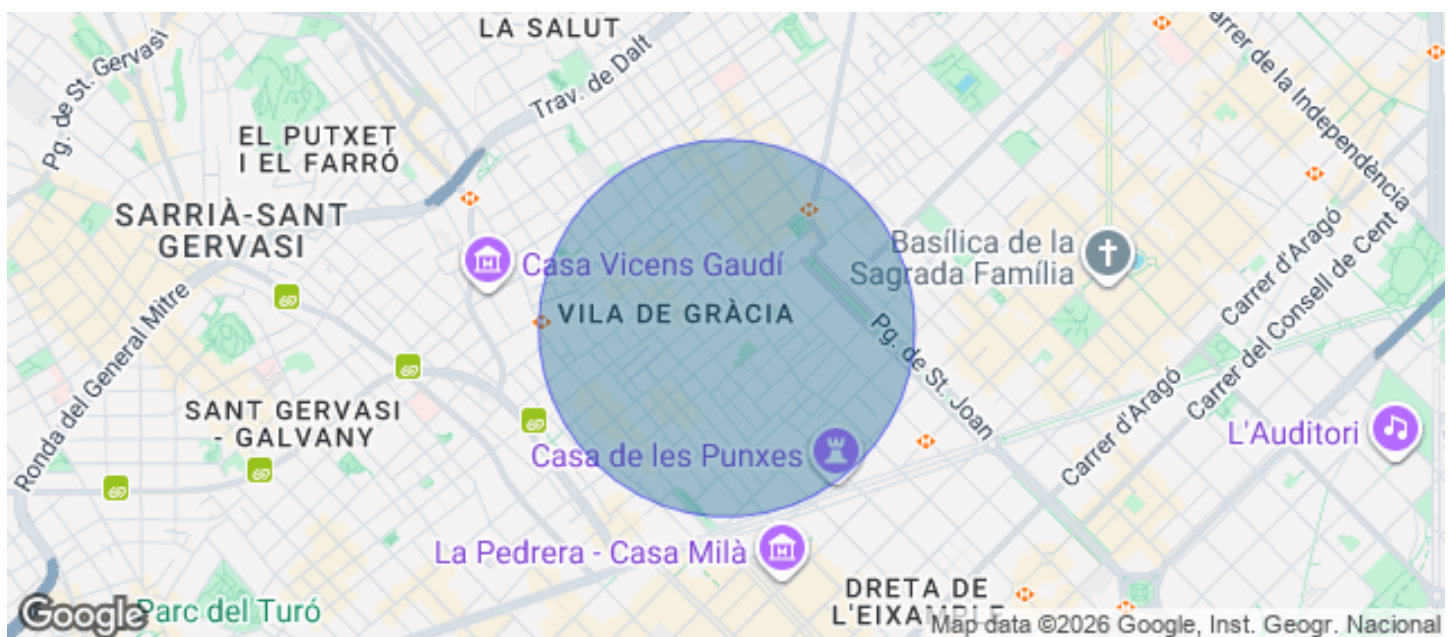 LA SALUT
Pg. de St. Gervasi
Trav. de Dalt
Carrer de la Independència
EL PUTXET
I EL FARRÓ
SARRIÀ-SANT
GERVASI
Casa Vicens Gaudí
Basílica de la
Sagrada Família
Carrer d'Aragó
Carrer del Consell de Cent
VILA DE GRÀCIA
Ronda del General Mitre
Pg. de St. Joan
SANT GERVASI
- GALVANY
Casa de les Punxes
Carrer d'Aragó
L'Auditori
La Pedrera - Casa Milà
DRETA DE
L'EIXAMPLE
Google
Parc del Turó
Map data ©2026 Google, Inst. Geogr. Nacional